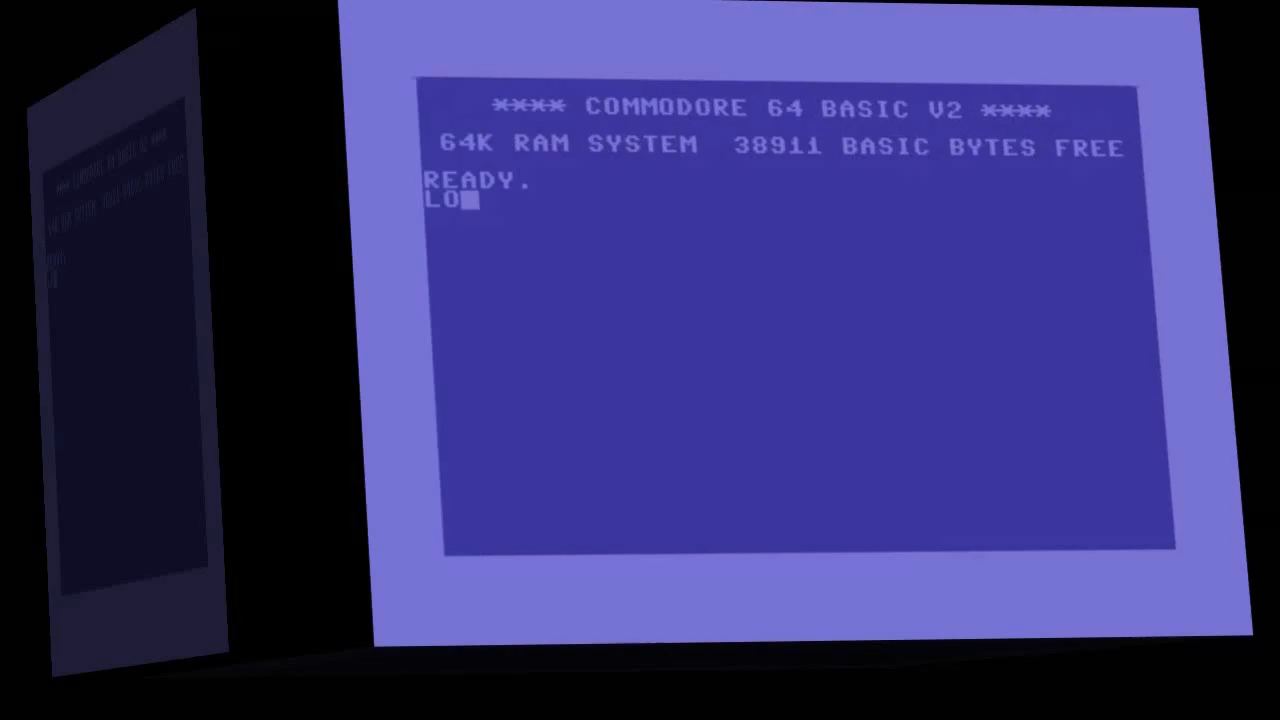 **** COMMODORE 64 BASIC V2 ****
64K RAM SYSTEM  38911 BASIC BYTES FREE
READY.
LO